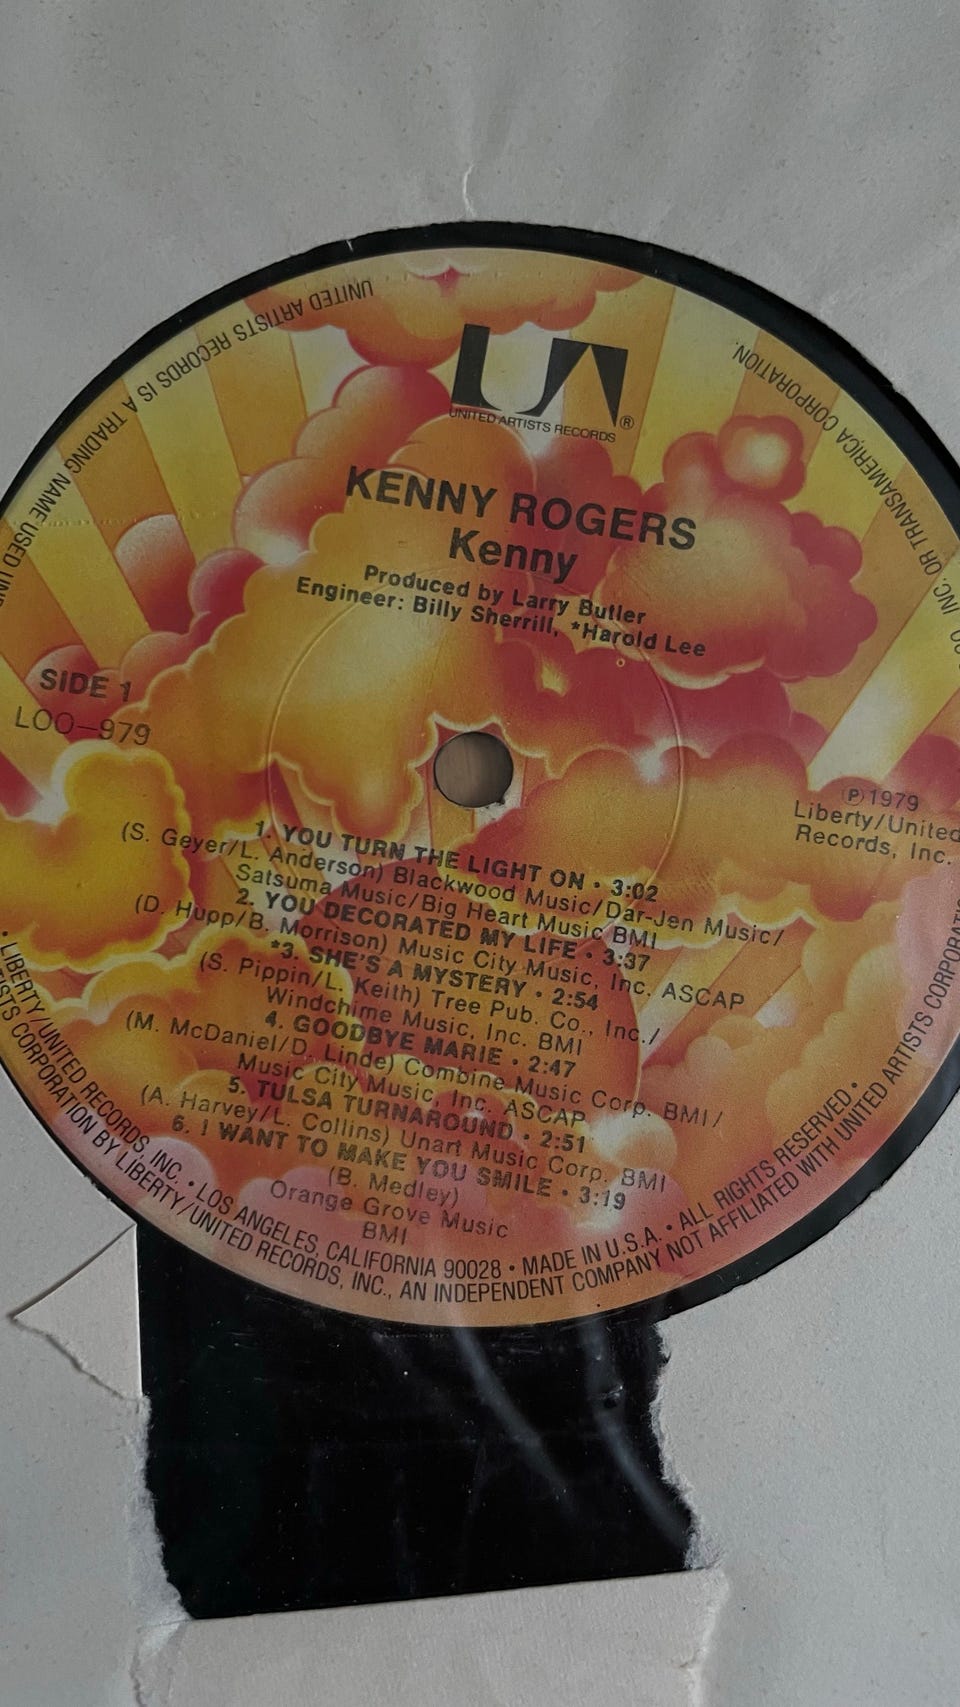 UA®
UNITED ARTISTS RECORDS
KENNY ROGERS
Kenny
Produced by Larry Butler
Engineer: Billy Sherrill, *Harold Lee
SIDE 1
LOO—979
Ⓟ1979
Liberty/United
Records, Inc.
1. YOU TURN THE LIGHT ON • 3:02
(S. Geyer/L. Anderson) Blackwood Music/Dar-Jen Music/
Satsuma Music/Big Heart Music BMI
2. YOU DECORATED MY LIFE • 3:37
(D. Hupp/B. Morrison) Music City Music, Inc. ASCAP
*3. SHE'S A MYSTERY • 2:54
(S. Pippin/L. Keith) Tree Pub. Co., Inc./
Windchime Music, Inc. BMI
4. GOODBYE MARIE • 2:47
(M. McDaniel/D. Linde) Combine Music Corp. BMI/
Music City Music, Inc. ASCAP
5. TULSA TURNAROUND • 2:51
(A. Harvey/L. Collins) Unart Music Corp. BMI
6. I WANT TO MAKE YOU SMILE • 3:19
(B. Medley)
Orange Grove Music
BMI
• LIBERTY/UNITED RECORDS, INC. • LOS ANGELES, CALIFORNIA 90028 • MADE IN U.S.A. • ALL RIGHTS RESERVED •
UNITED ARTISTS RECORDS IS A TRADING NAME USED
CORPORATION BY LIBERTY/UNITED RECORDS, INC., AN INDEPENDENT COMPANY NOT AFFILIATED WITH UNITED ARTISTS CORPORATION
INC. OR TRANSAMERICA CORPORATION.